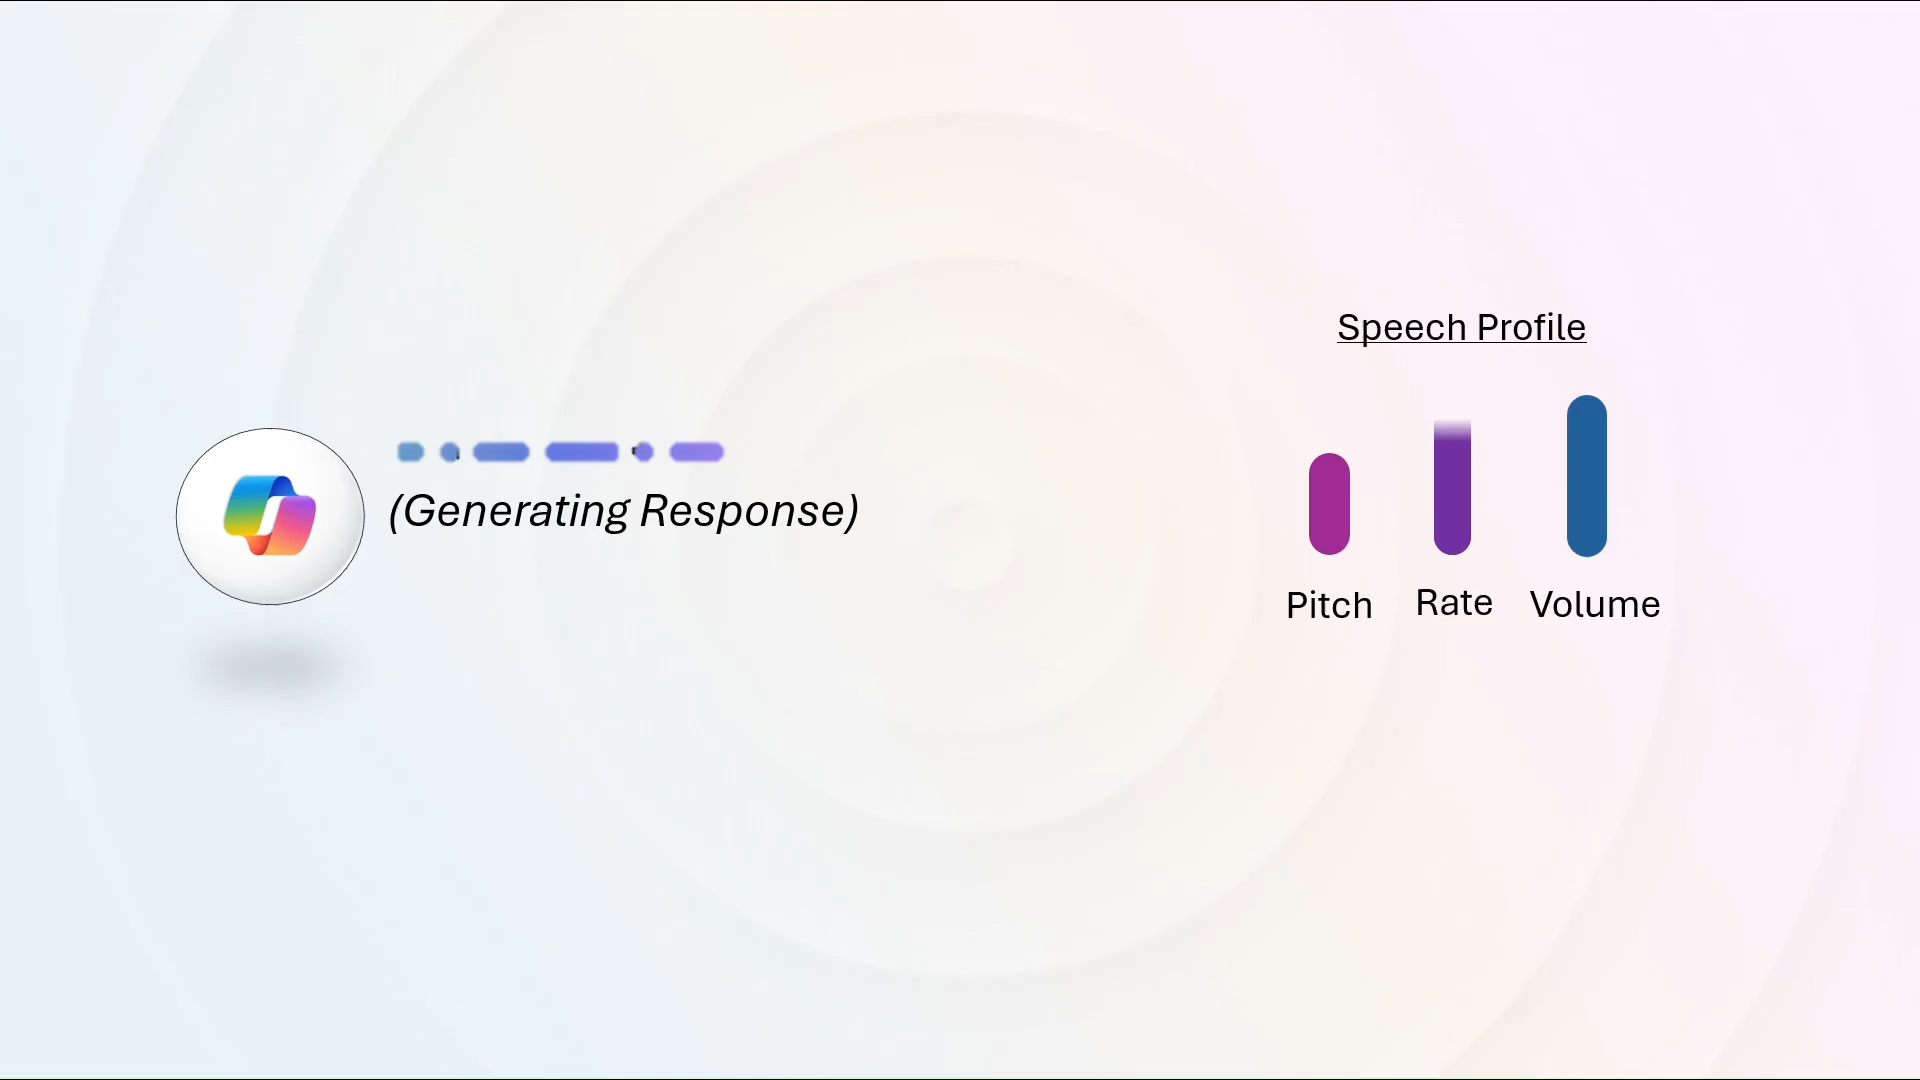 (Generating Response)
Speech Profile
Pitch
Rate
Volume